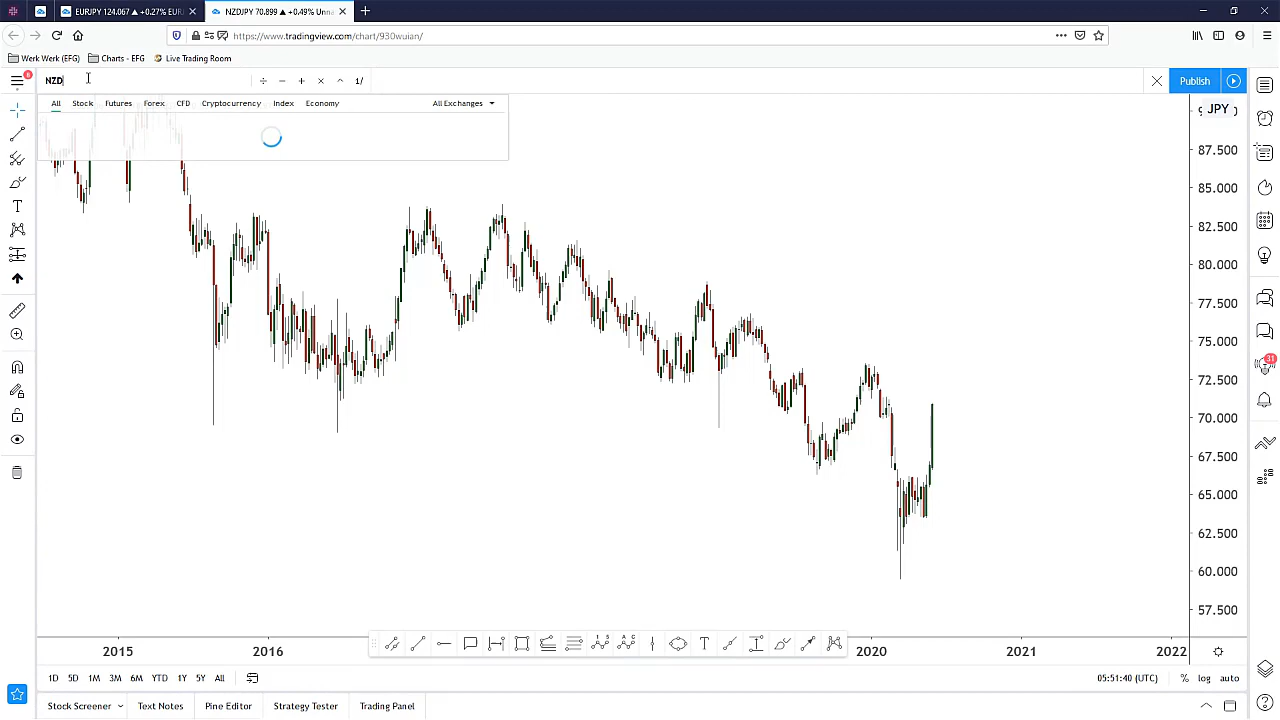 EURJPY 124.067 ▲ +0.27% EUR
NZDJPY 70.899 ▲ +0.49% Unna
https://www.tradingview.com/chart/930wuian/
Werk Werk (EFG) Charts - EFG Live Trading Room
8
NZD
÷ − + × ^ 1/
Publish
All Stock Futures Forex CFD Cryptocurrency Index Economy All Exchanges
JPY
87.500
85.000
82.500
80.000
77.500
75.000
72.500
70.000
67.500
65.000
62.500
60.000
57.500
31
2015 2016 2020 2021 2022
1D 5D 1M 3M 6M YTD 1Y 5Y All
05:51:40 (UTC) % log auto
Stock Screener Text Notes Pine Editor Strategy Tester Trading Panel